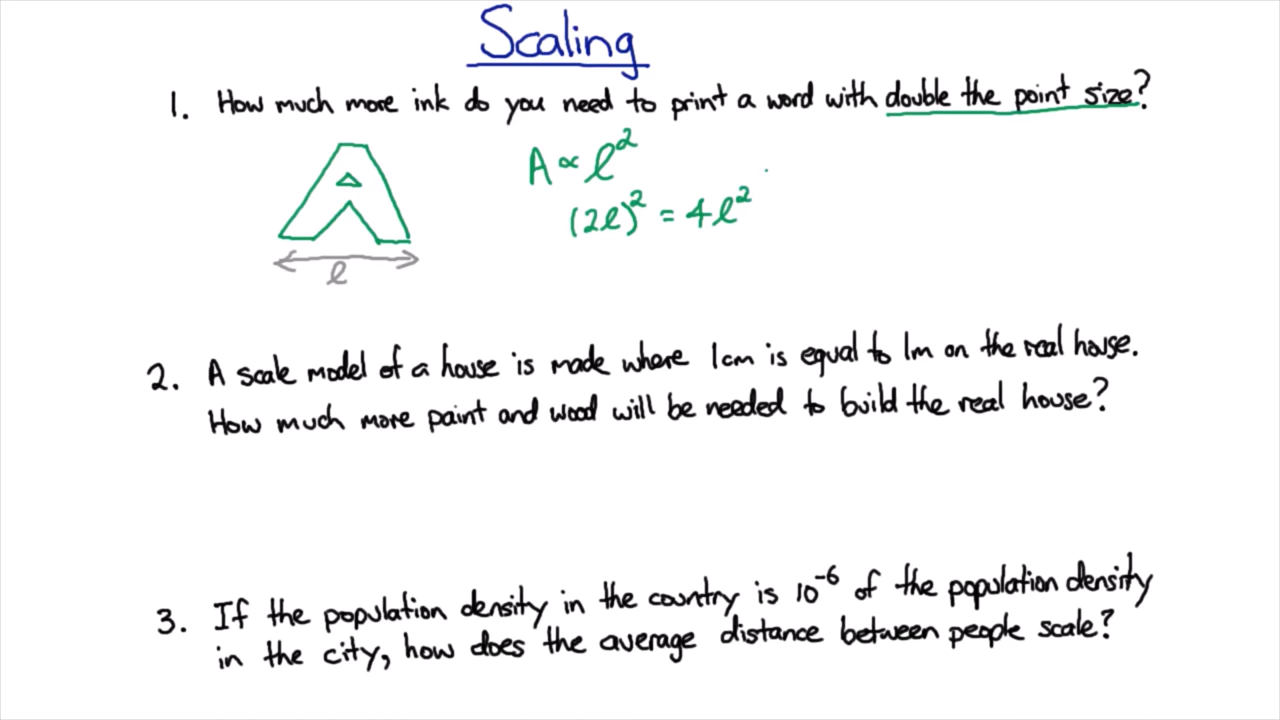 Scaling
1. How much more ink do you need to print a word with double the point size?
A ∝ l²
(2l)² = 4l²
l
2. A scale model of a house is made where 1cm is equal to 1m on the real house.
How much more paint and wood will be needed to build the real house?
3. If the population density in the country is 10⁻⁶ of the population density
in the city, how does the average distance between people scale?